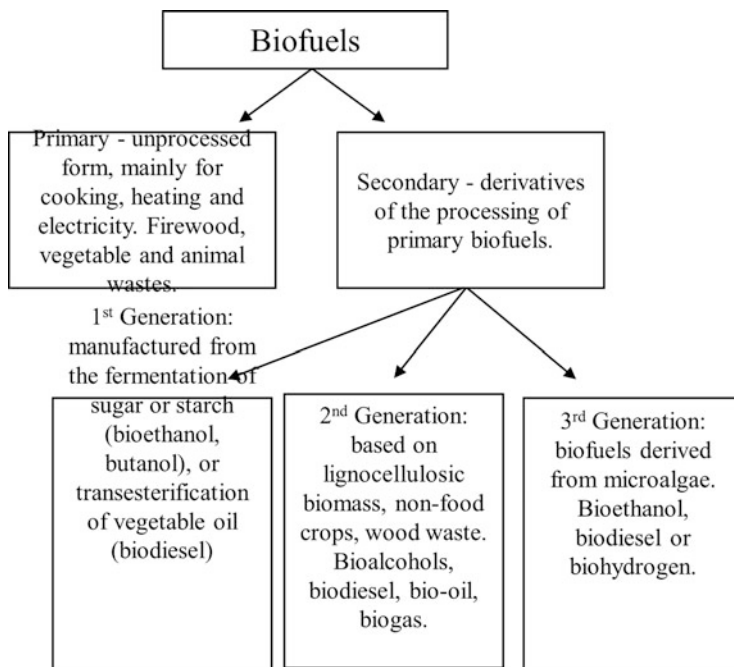 Biofuels
Primary - unprocessed
form, mainly for
cooking, heating and
electricity. Firewood,
vegetable and animal
wastes.
Secondary - derivatives
of the processing of
primary biofuels.
1st Generation:
manufactured from
the fermentation of
sugar or starch
(bioethanol,
butanol), or
transesterification
of vegetable oil
(biodiesel)
2nd Generation:
based on
lignocellulosic
biomass, non-food
crops, wood waste.
Bioalcohols,
biodiesel, bio-oil,
biogas.
3rd Generation:
biofuels derived
from microalgae.
Bioethanol,
biodiesel or
biohydrogen.